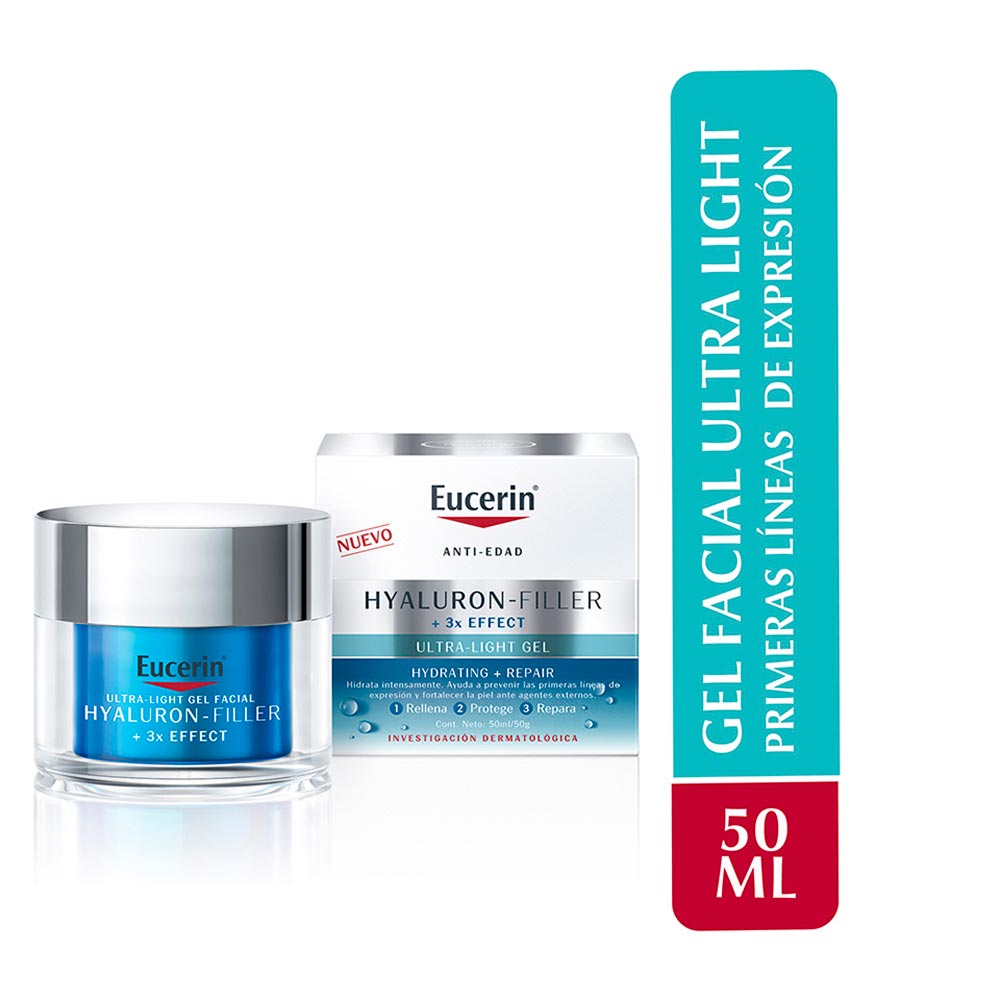 Eucerin®
ULTRA-LIGHT GEL FACIAL
HYALURON-FILLER
+ 3x EFFECT
Eucerin®
NUEVO
ANTI-EDAD
HYALURON-FILLER
+ 3x EFFECT
ULTRA-LIGHT GEL
HYDRATING + REPAIR
Hidrata intensamente. Ayuda a prevenir las primeras líneas de
expresión y fortalecer la piel ante agentes externos.
1 Rellena 2 Protege 3 Repara
Cont. Neto: 50ml/50g
INVESTIGACIÓN DERMATOLÓGICA
GEL FACIAL ULTRA LIGHT
PRIMERAS LÍNEAS DE EXPRESIÓN
50
ML